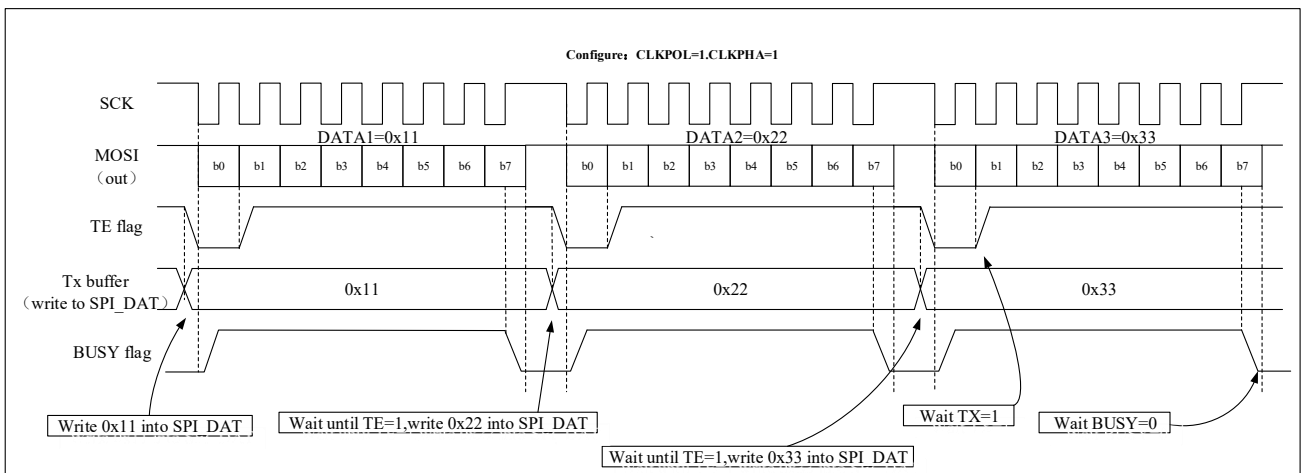 Configure：CLKPOL=1.CLKPHA=1
SCK
DATA1=0x11 DATA2=0x22 DATA3=0x33
MOSI
（out）
b0 b1 b2 b3 b4 b5 b6 b7 b0 b1 b2 b3 b4 b5 b6 b7 b0 b1 b2 b3 b4 b5 b6 b7
TE flag
Tx buffer
（write to SPI_DAT）
0x11 0x22 0x33
BUSY flag
Write 0x11 into SPI_DAT
Wait until TE=1,write 0x22 into SPI_DAT
Wait TX=1
Wait BUSY=0
Wait until TE=1,write 0x33 into SPI_DAT